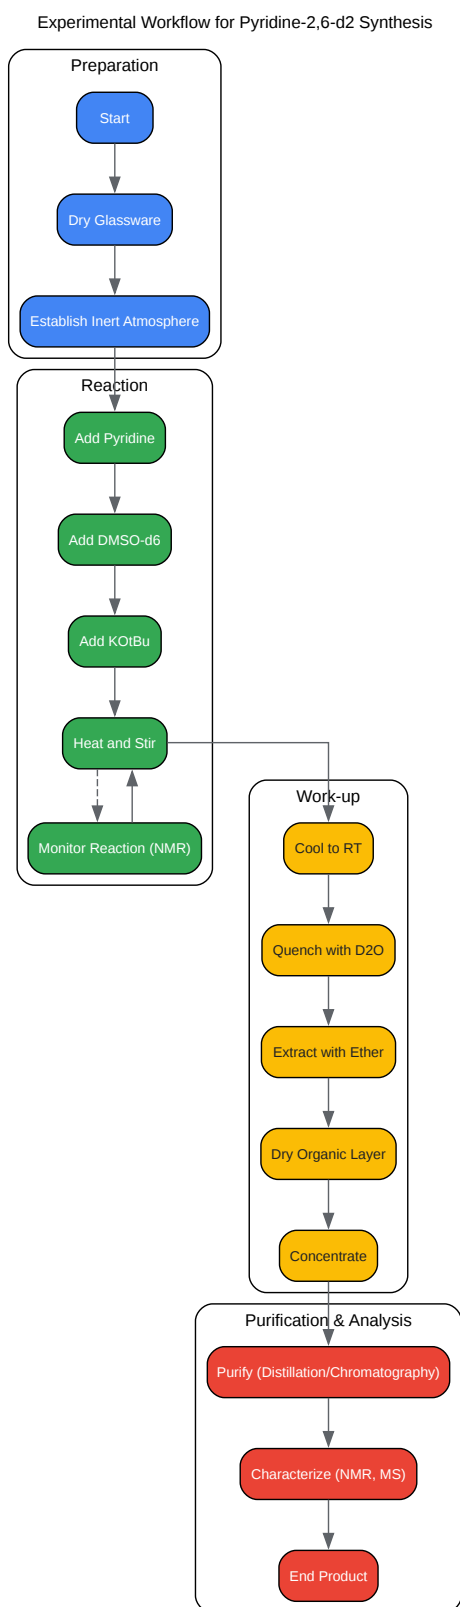 Experimental Workflow for Pyridine-2,6-d2 Synthesis
Preparation
Start
Dry Glassware
Establish Inert Atmosphere
Reaction
Add Pyridine
Add DMSO-d6
Add KOtBu
Heat and Stir
Monitor Reaction (NMR)
Work-up
Cool to RT
Quench with D2O
Extract with Ether
Dry Organic Layer
Concentrate
Purification & Analysis
Purify (Distillation/Chromatography)
Characterize (NMR, MS)
End Product